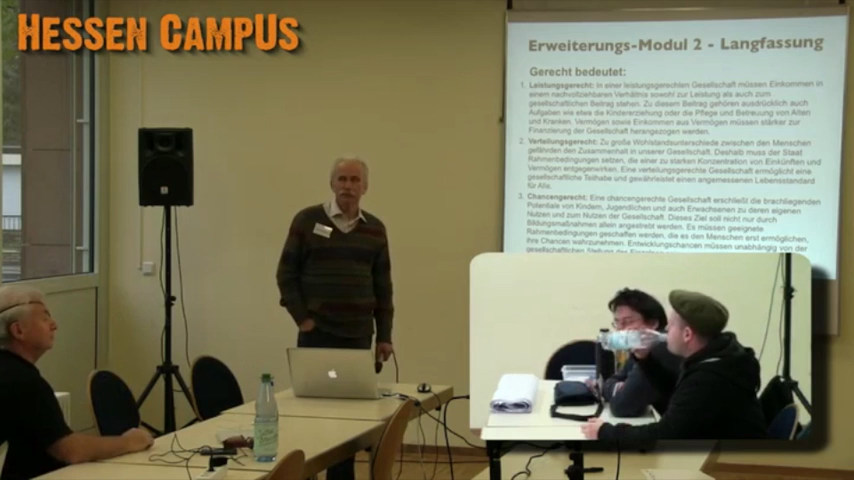 HESSEN CAMPUS
Erweiterungs-Modul 2 - Langfassung
Gerecht bedeutet:
1. Leistungsgerecht: In einer leistungsgerechten Gesellschaft müssen Einkommen in
einem nachvollziehbaren Verhältnis sowohl zur Leistung als auch zum
gesellschaftlichen Beitrag stehen. Zu diesem Beitrag gehören ausdrücklich auch
Aufgaben wie etwa die Kindererziehung oder die Pflege und Betreuung von Alten
und Kranken. Vermögen sowie Einkommen aus Vermögen müssen stärker zur
Finanzierung der Gesellschaft herangezogen werden.
2. Verteilungsgerecht: Zu große Wohlstandsunterschiede zwischen den Menschen
gefährden den Zusammenhalt in unserer Gesellschaft. Deshalb muss der Staat
Rahmenbedingungen setzen, die einer zu starken Konzentration von Einkünften und
Vermögen entgegenwirken. Eine verteilungsgerechte Gesellschaft ermöglicht eine
gesellschaftliche Teilhabe und gewährleistet einen angemessenen Lebensstandard
für Alle.
3. Chancengerecht: Eine chancengerechte Gesellschaft erschließt die brachliegenden
Potentiale von Kindern, Jugendlichen und auch Erwachsenen zu deren eigenen
Nutzen und zum Nutzen der Gesellschaft. Dieses Ziel soll nicht nur durch
Bildungsmaßnahmen allein angestrebt werden. Es müssen geeignete
Rahmenbedingungen geschaffen werden, die es den Menschen erst ermöglichen,
ihre Chancen wahrzunehmen. Entwicklungschancen müssen unabhängig von der